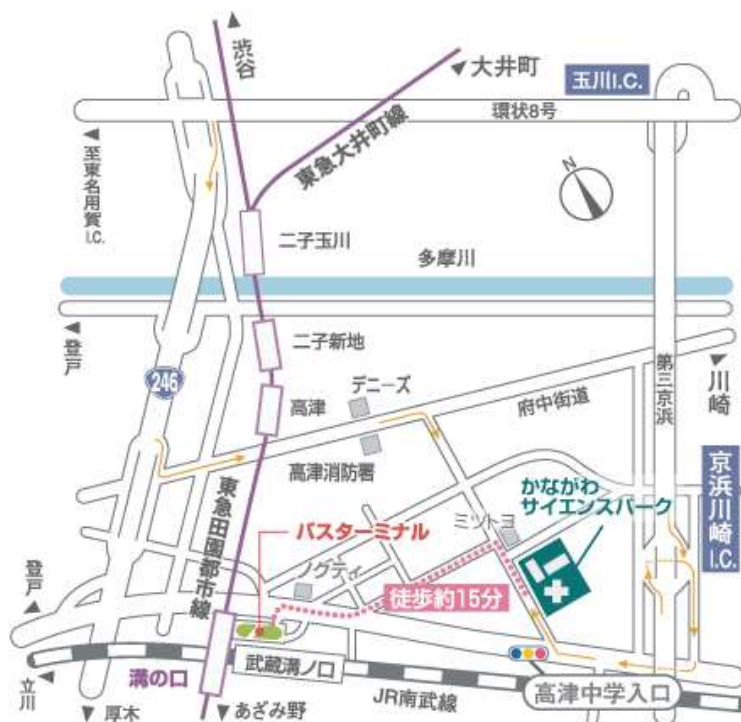 渋谷
大井町
玉川I.C.
環状8号
至東名用賀
I.C.
東急大井町線
N
二子玉川
多摩川
登戸
二子新地
246
デニーズ
高津
府中街道
第三京浜
川崎
高津消防署
かながわ
サイエンスパーク
京浜川崎
I.C.
ミツトヨ
東急田園都市線
バスターミナル
ノクティ
徒歩約15分
登戸
武蔵溝ノ口
溝の口
立川
JR南武線
高津中学入口
厚木
あざみ野